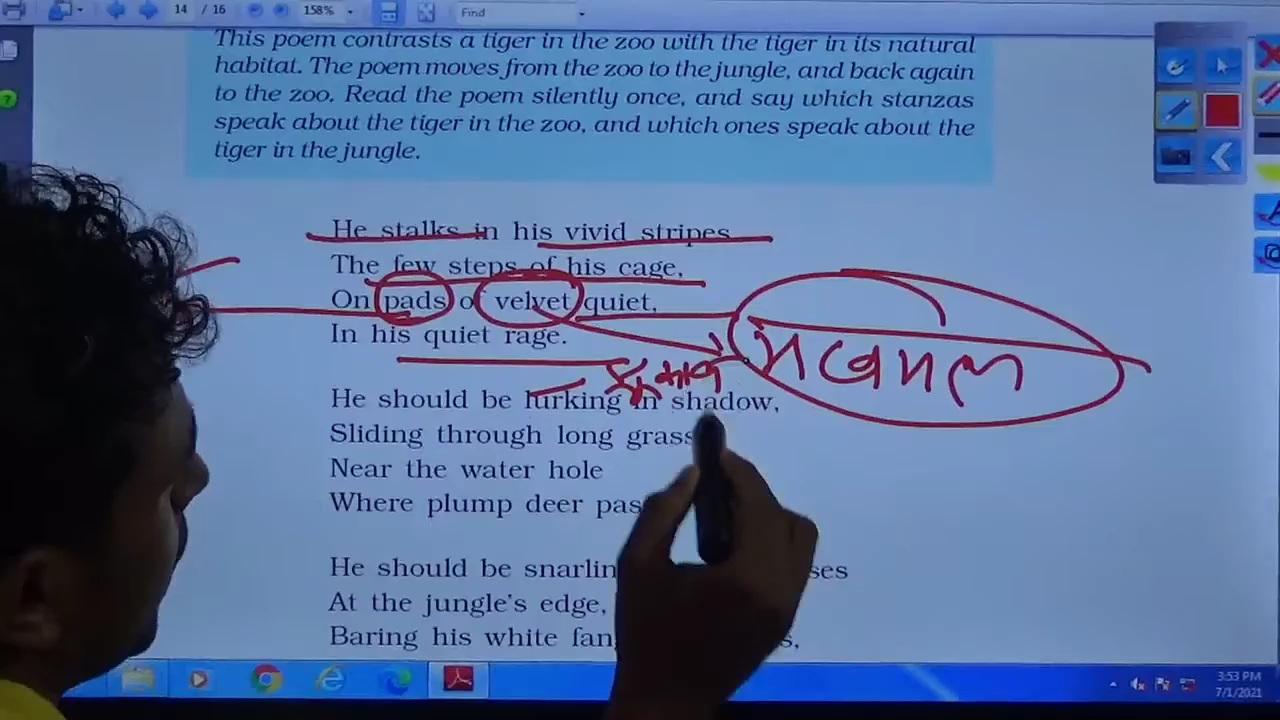 14 / 16
158%
Find
This poem contrasts a tiger in the zoo with the tiger in its natural
habitat. The poem moves from the zoo to the jungle, and back again
to the zoo. Read the poem silently once, and say which stanzas
speak about the tiger in the zoo, and which ones speak about the
tiger in the jungle.
He stalks in his vivid stripes
The few steps of his cage,
On pads of velvet quiet,
In his quiet rage.
मखमल
He should be lurking in shadow,
Sliding through long grass
Near the water hole
Where plump deer pas
He should be snarlin ses
At the jungle's edge,
Baring his white fan s,
3:53 PM
7/1/2021